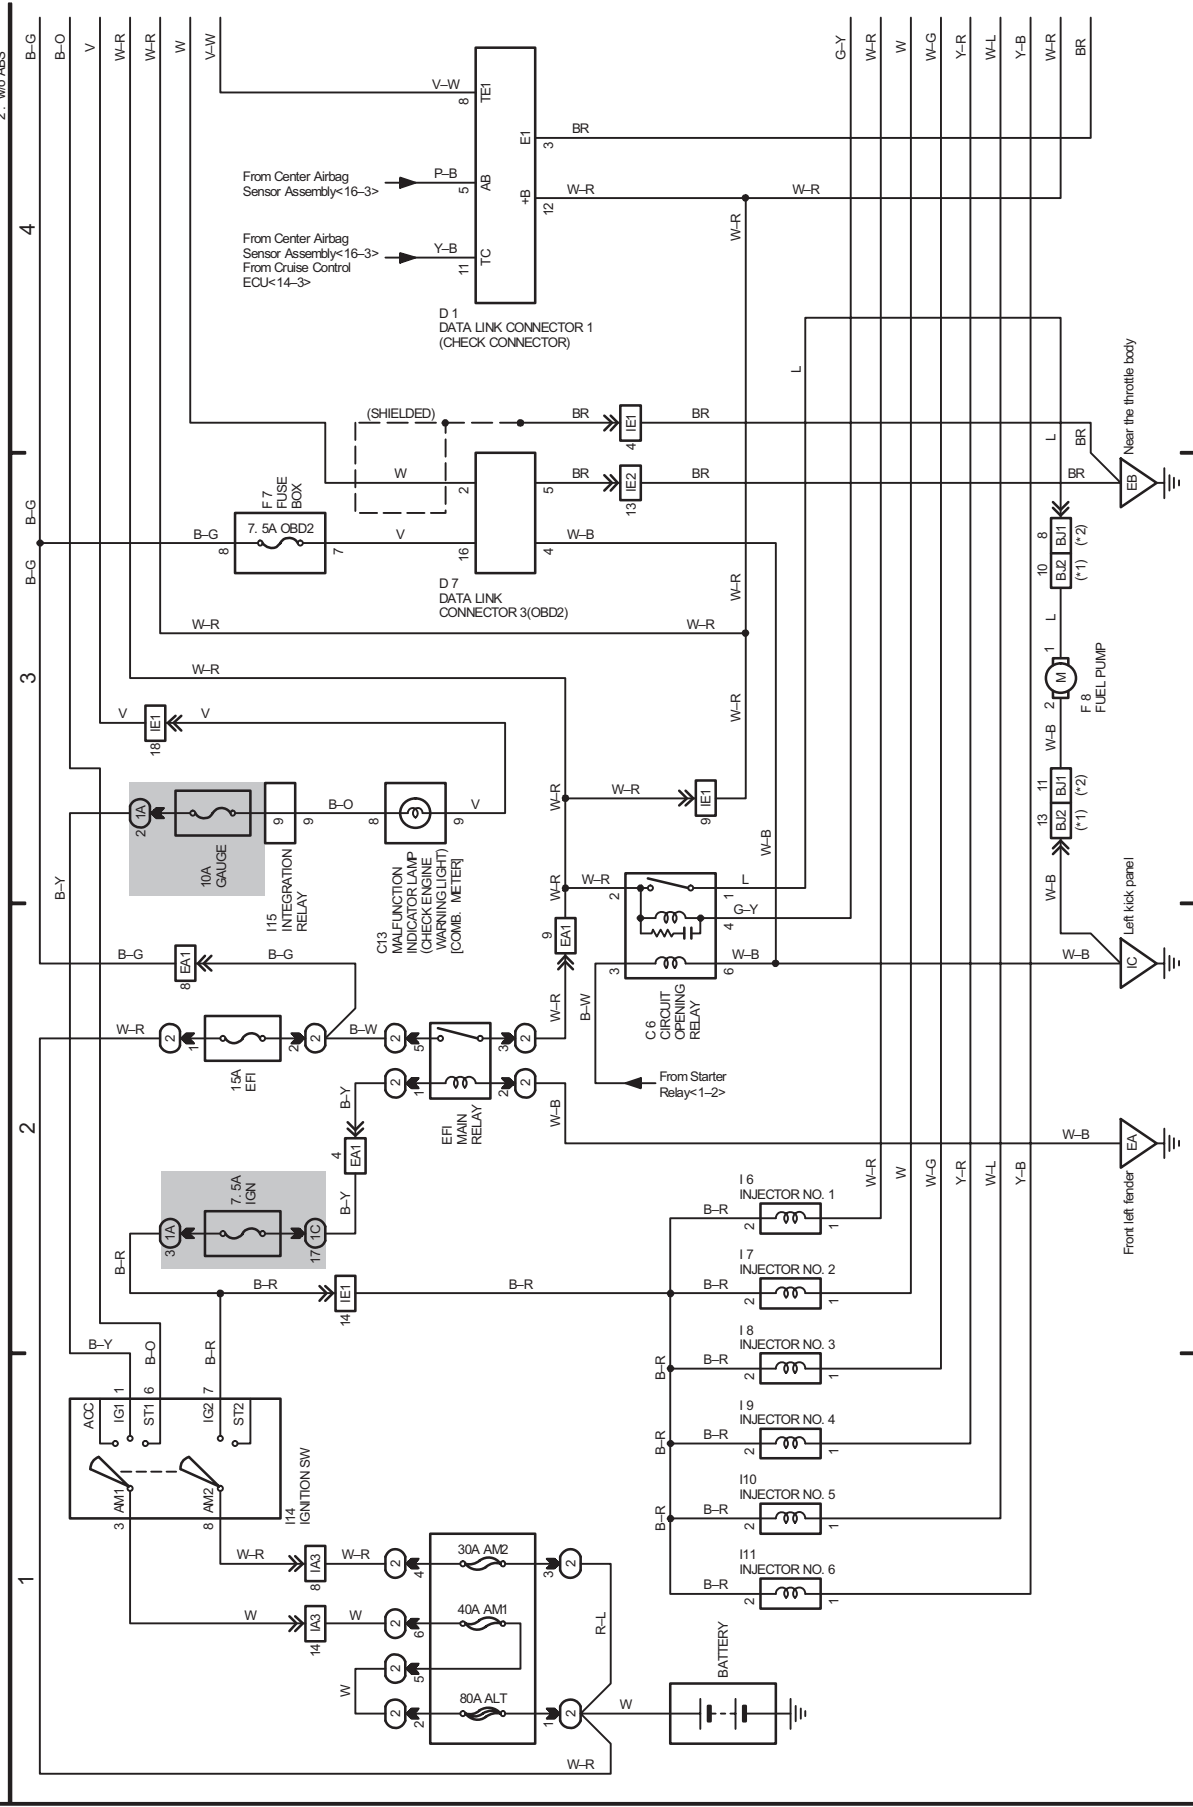 2 : w/o ABS
B–G
B–O
V
W–R
W–R
W
V–W
G–Y
W–R
W
W–G
Y–R
W–L
Y–B
W–R
BR
4
V–W
8
TE1
E1
3
BR
From Center Airbag
Sensor Assembly<16–3>
P–B
5
AB
+B
12
W–R
W–R
W–R
From Center Airbag
Sensor Assembly<16–3>
From Cruise Control
ECU<14–3>
Y–B
11
TC
D 1
DATA LINK CONNECTOR 1
(CHECK CONNECTOR)
L
(SHIELDED)
BR
IE1
4
BR
L
BR
Near the throttle body
W
2
5
BR
IE2
13
BR
BR
EB
F 7
FUSE
BOX
B–G
B–G
B–G
8
7. 5A OBD2
7
V
16
4
W–B
8
BJ1
(*2)
10
BJ2
(*1)
D 7
DATA LINK
CONNECTOR 3(OBD2)
W–R
W–R
W–R
L
3
W–R
1
M
2
F 8
FUEL PUMP
V
IE1
18
V
W–R
W–B
2
1A
10A
GAUGE
9
9
I15
INTEGRATION
RELAY
B–O
8
9
V
C13
MALFUNCTION
INDICATOR LAMP
(CHECK ENGINE
WARNING LIGHT)
[COMB. METER]
W–R
W–R
IE1
9
W–B
11
BJ1
(*2)
13
BJ2
(*1)
B–Y
W–R
W–R
2
1
L
4
G–Y
3
6
W–B
W–B
Left kick panel
W–B
IC
9
EA1
B–G
EA1
8
B–G
C 6
CIRCUIT
OPENING
RELAY
B–W
W–R
W–R
2
1
15A
EFI
2
2
B–W
2
5
3
2
2
1
2
2
EFI
MAIN
RELAY
From Starter
Relay<1–2>
B–Y
W–B
2
4
EA1
B–Y
W–B
EA
Front left fender
3
1A
7. 5A
IGN
17
1C
B–R
I 6
INJECTOR NO. 1
B–R
2
1
W–R
W
W–G
Y–R
W–L
Y–B
B–R
IE1
14
B–R
I 7
INJECTOR NO. 2
B–R
2
1
B–Y
B–O
B–R
I 8
INJECTOR NO. 3
B–R
B–R
2
1
1
6
7
ACC
IG1
ST1
IG2
ST2
AM1
AM2
3
8
I14
IGNITION SW
I 9
INJECTOR NO. 4
B–R
B–R
2
1
I10
INJECTOR NO. 5
B–R
2
1
1
W–R
IA3
8
W–R
2
4
30A AM2
3
2
I11
INJECTOR NO. 6
B–R
B–R
2
1
W
IA3
14
W
2
6
40A AM1
R–L
2
5
W
2
2
80A ALT
1
2
W
BATTERY
W–R